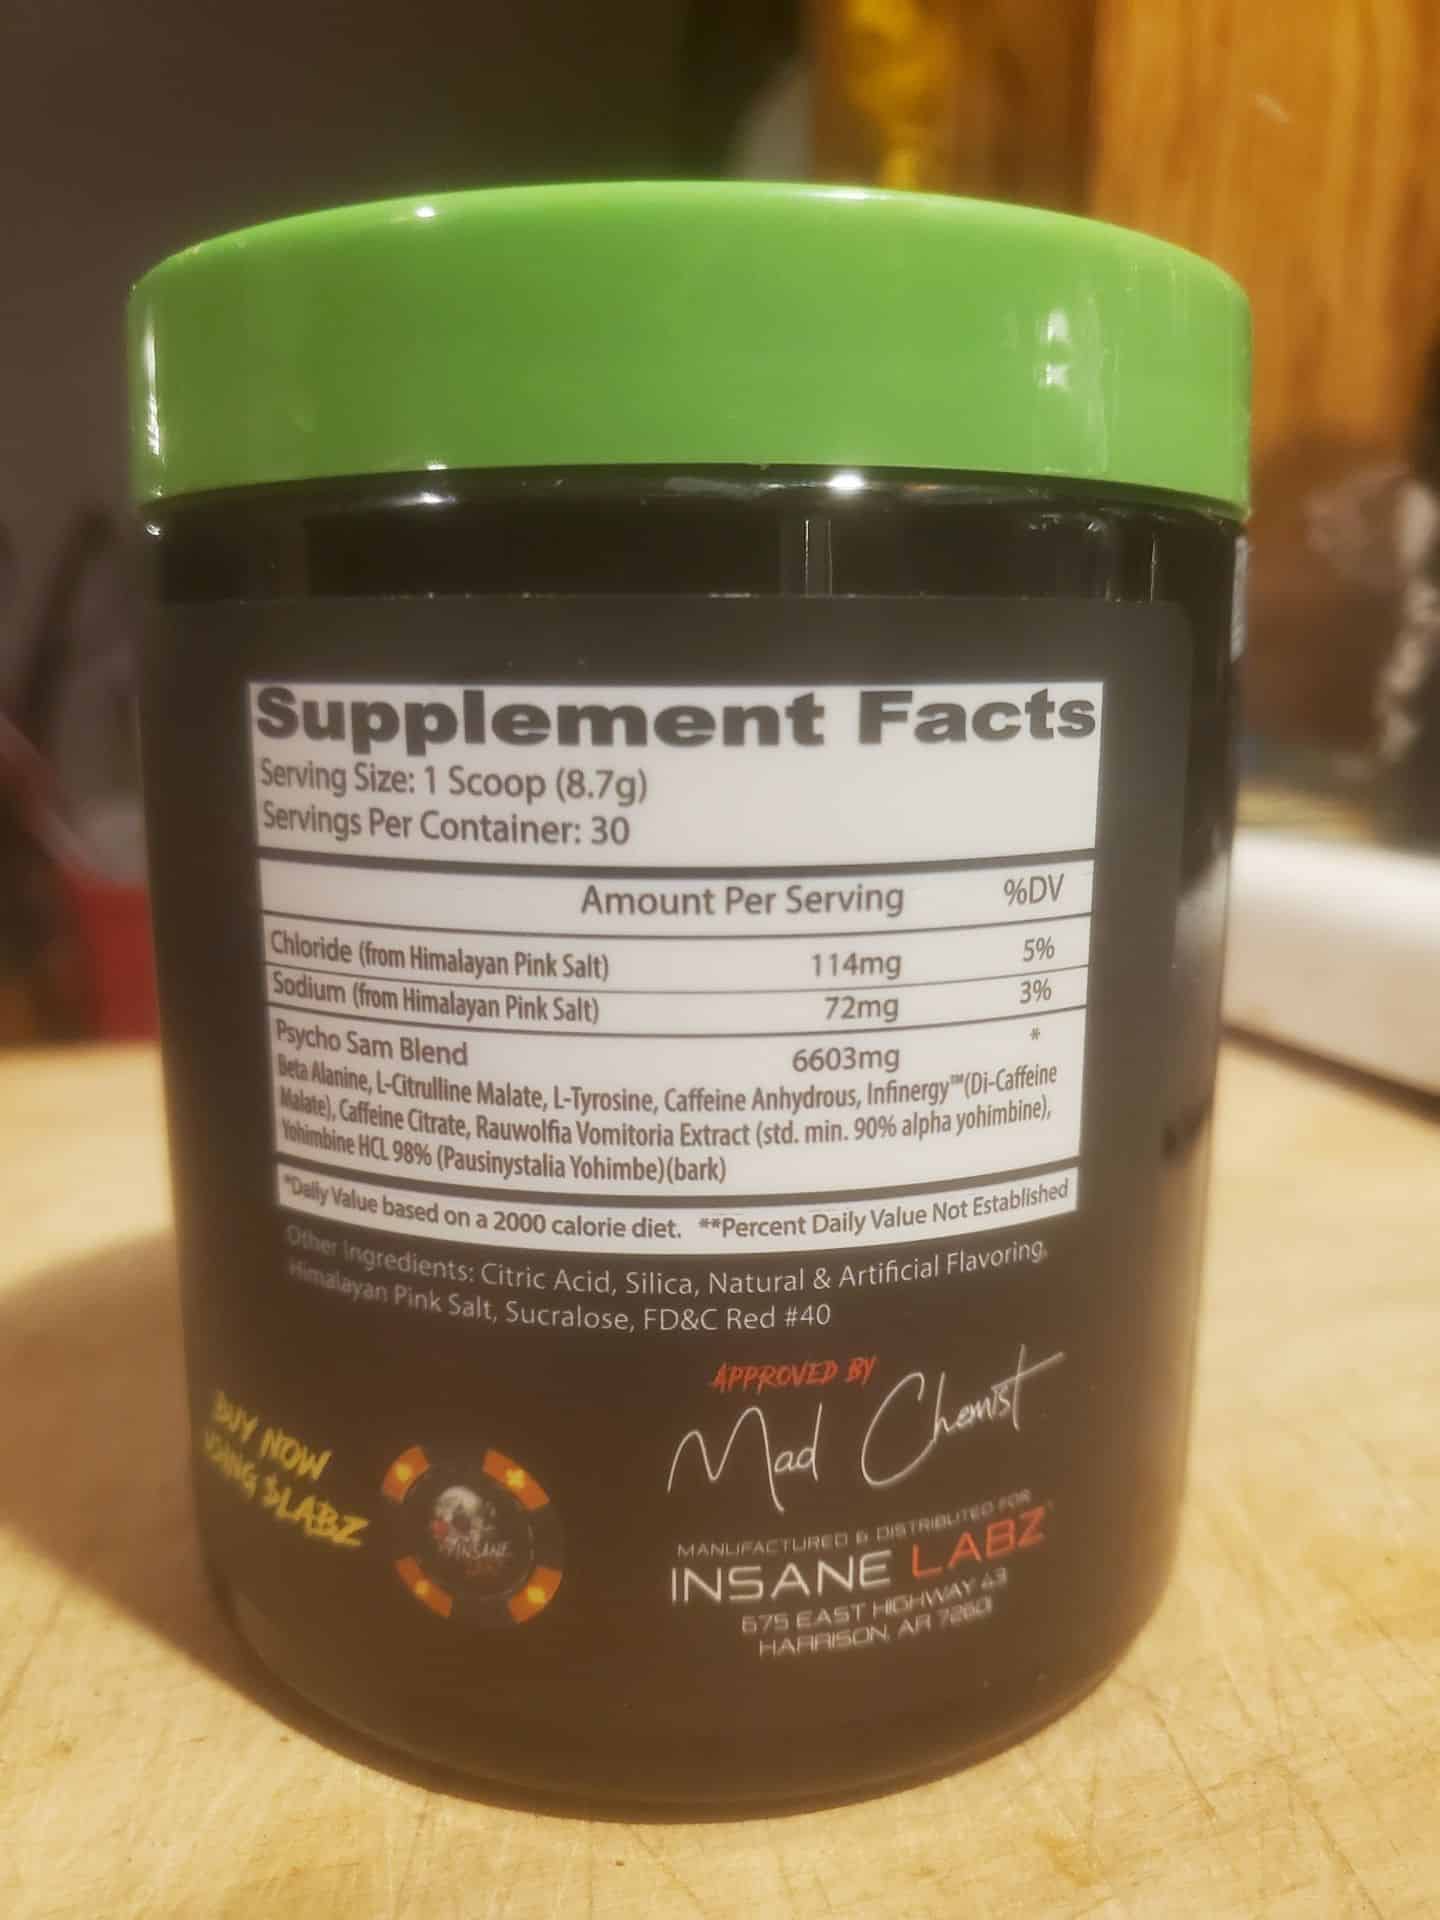 Supplement Facts
Serving Size: 1 Scoop (8.7g)
Servings Per Container: 30
Amount Per Serving %DV
Chloride (from Himalayan Pink Salt) 114mg 5%
Sodium (from Himalayan Pink Salt) 72mg 3%
Psycho Sam Blend 6603mg *
Beta Alanine, L-Citrulline Malate, L-Tyrosine, Caffeine Anhydrous, Infinergy™(Di-Caffeine
Malate), Caffeine Citrate, Rauwolfia Vomitoria Extract (std. min. 90% alpha yohimbine),
Yohimbine HCL 98% (Pausinystalia Yohimbe)(bark)
*Daily Value based on a 2000 calorie diet. **Percent Daily Value Not Established
Other Ingredients: Citric Acid, Silica, Natural & Artificial Flavoring,
Himalayan Pink Salt, Sucralose, FD&C Red #40
APPROVED BY
Mad Chemist
BUY NOW
USING $LABZ
INSANE
MANUFACTURED & DISTRIBUTED FOR
INSANE LABZ
675 EAST HIGHWAY 43
HARRISON, AR 72601